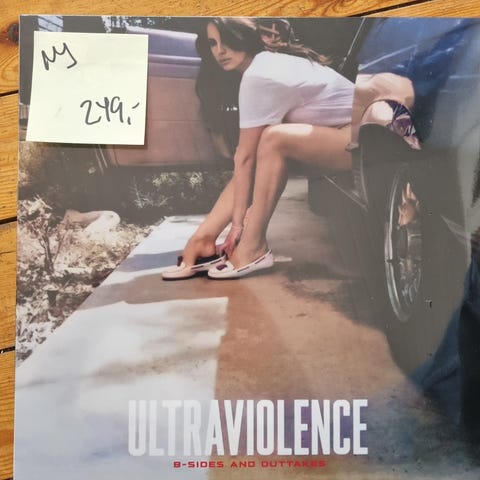 Ny
249,-
ULTRAVIOLENCE
B-SIDES AND OUTTAKES